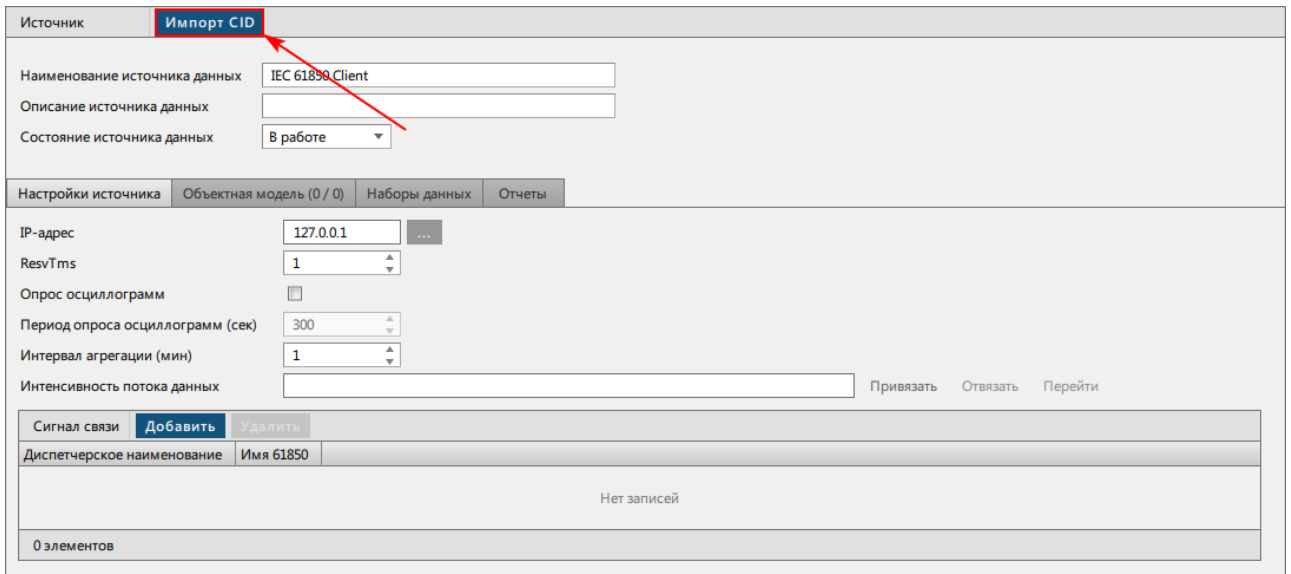 Источник Импорт CID
Наименование источника данных IEC 61850 Client
Описание источника данных
Состояние источника данных В работе
Настройки источника Объектная модель (0 / 0) Наборы данных Отчеты
IP-адрес 127.0.0.1 ...
ResvTms 1
Опрос осциллограмм
Период опроса осциллограмм (сек) 300
Интервал агрегации (мин) 1
Интенсивность потока данных Привязать Отвязать Перейти
Сигнал связи Добавить Удалить
Диспетчерское наименование Имя 61850
Нет записей
0 элементов